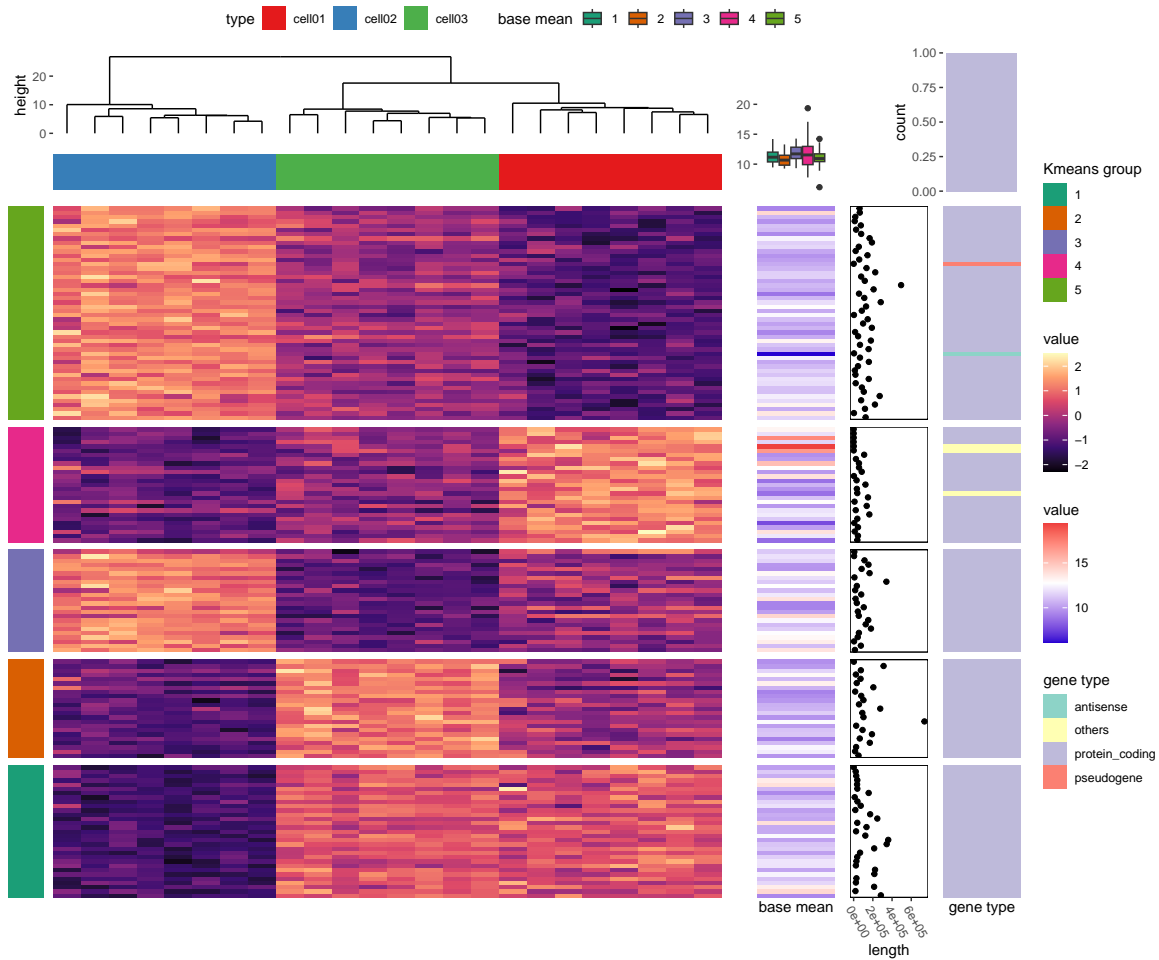 type cell01 cell02 cell03 base mean 1 2 3 4 5
height
20
10
0
20
15
10
count
1.00
0.75
0.50
0.25
0.00
Kmeans group
1
2
3
4
5
value
2
1
0
−1
−2
value
15
10
gene type
antisense
others
protein_coding
pseudogene
base mean
0e+00
2e+05
4e+05
6e+05
length
gene type